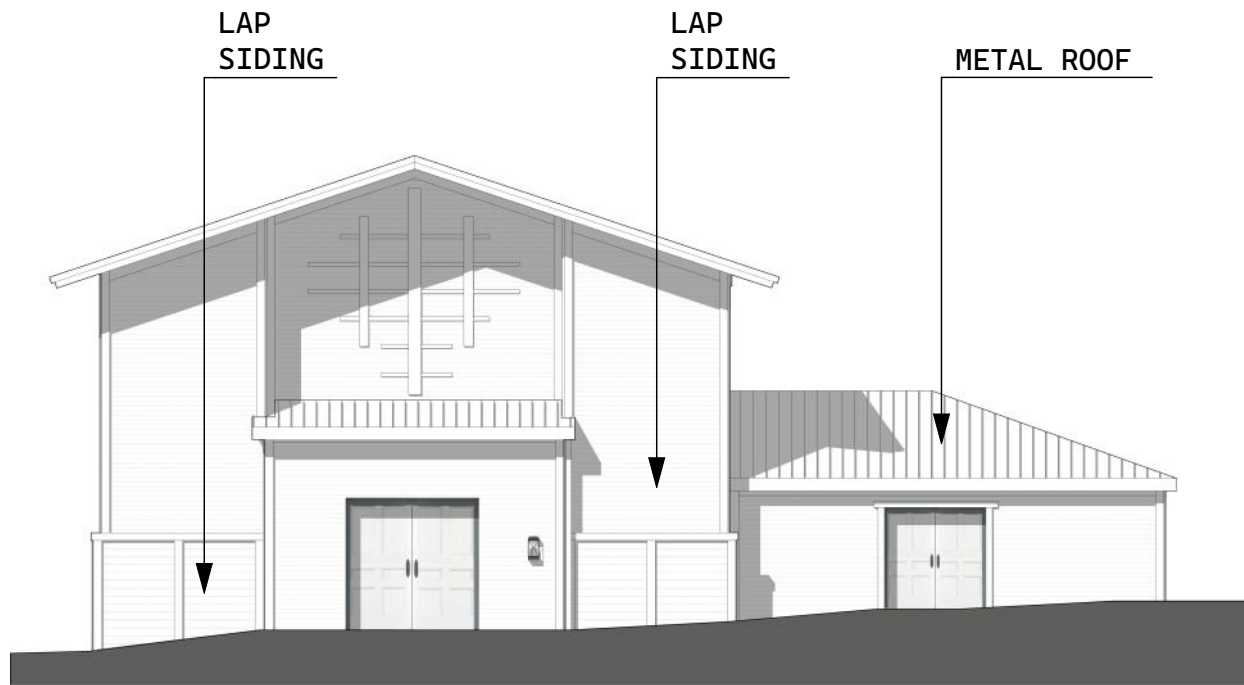 LAP
SIDING
LAP
SIDING
METAL ROOF